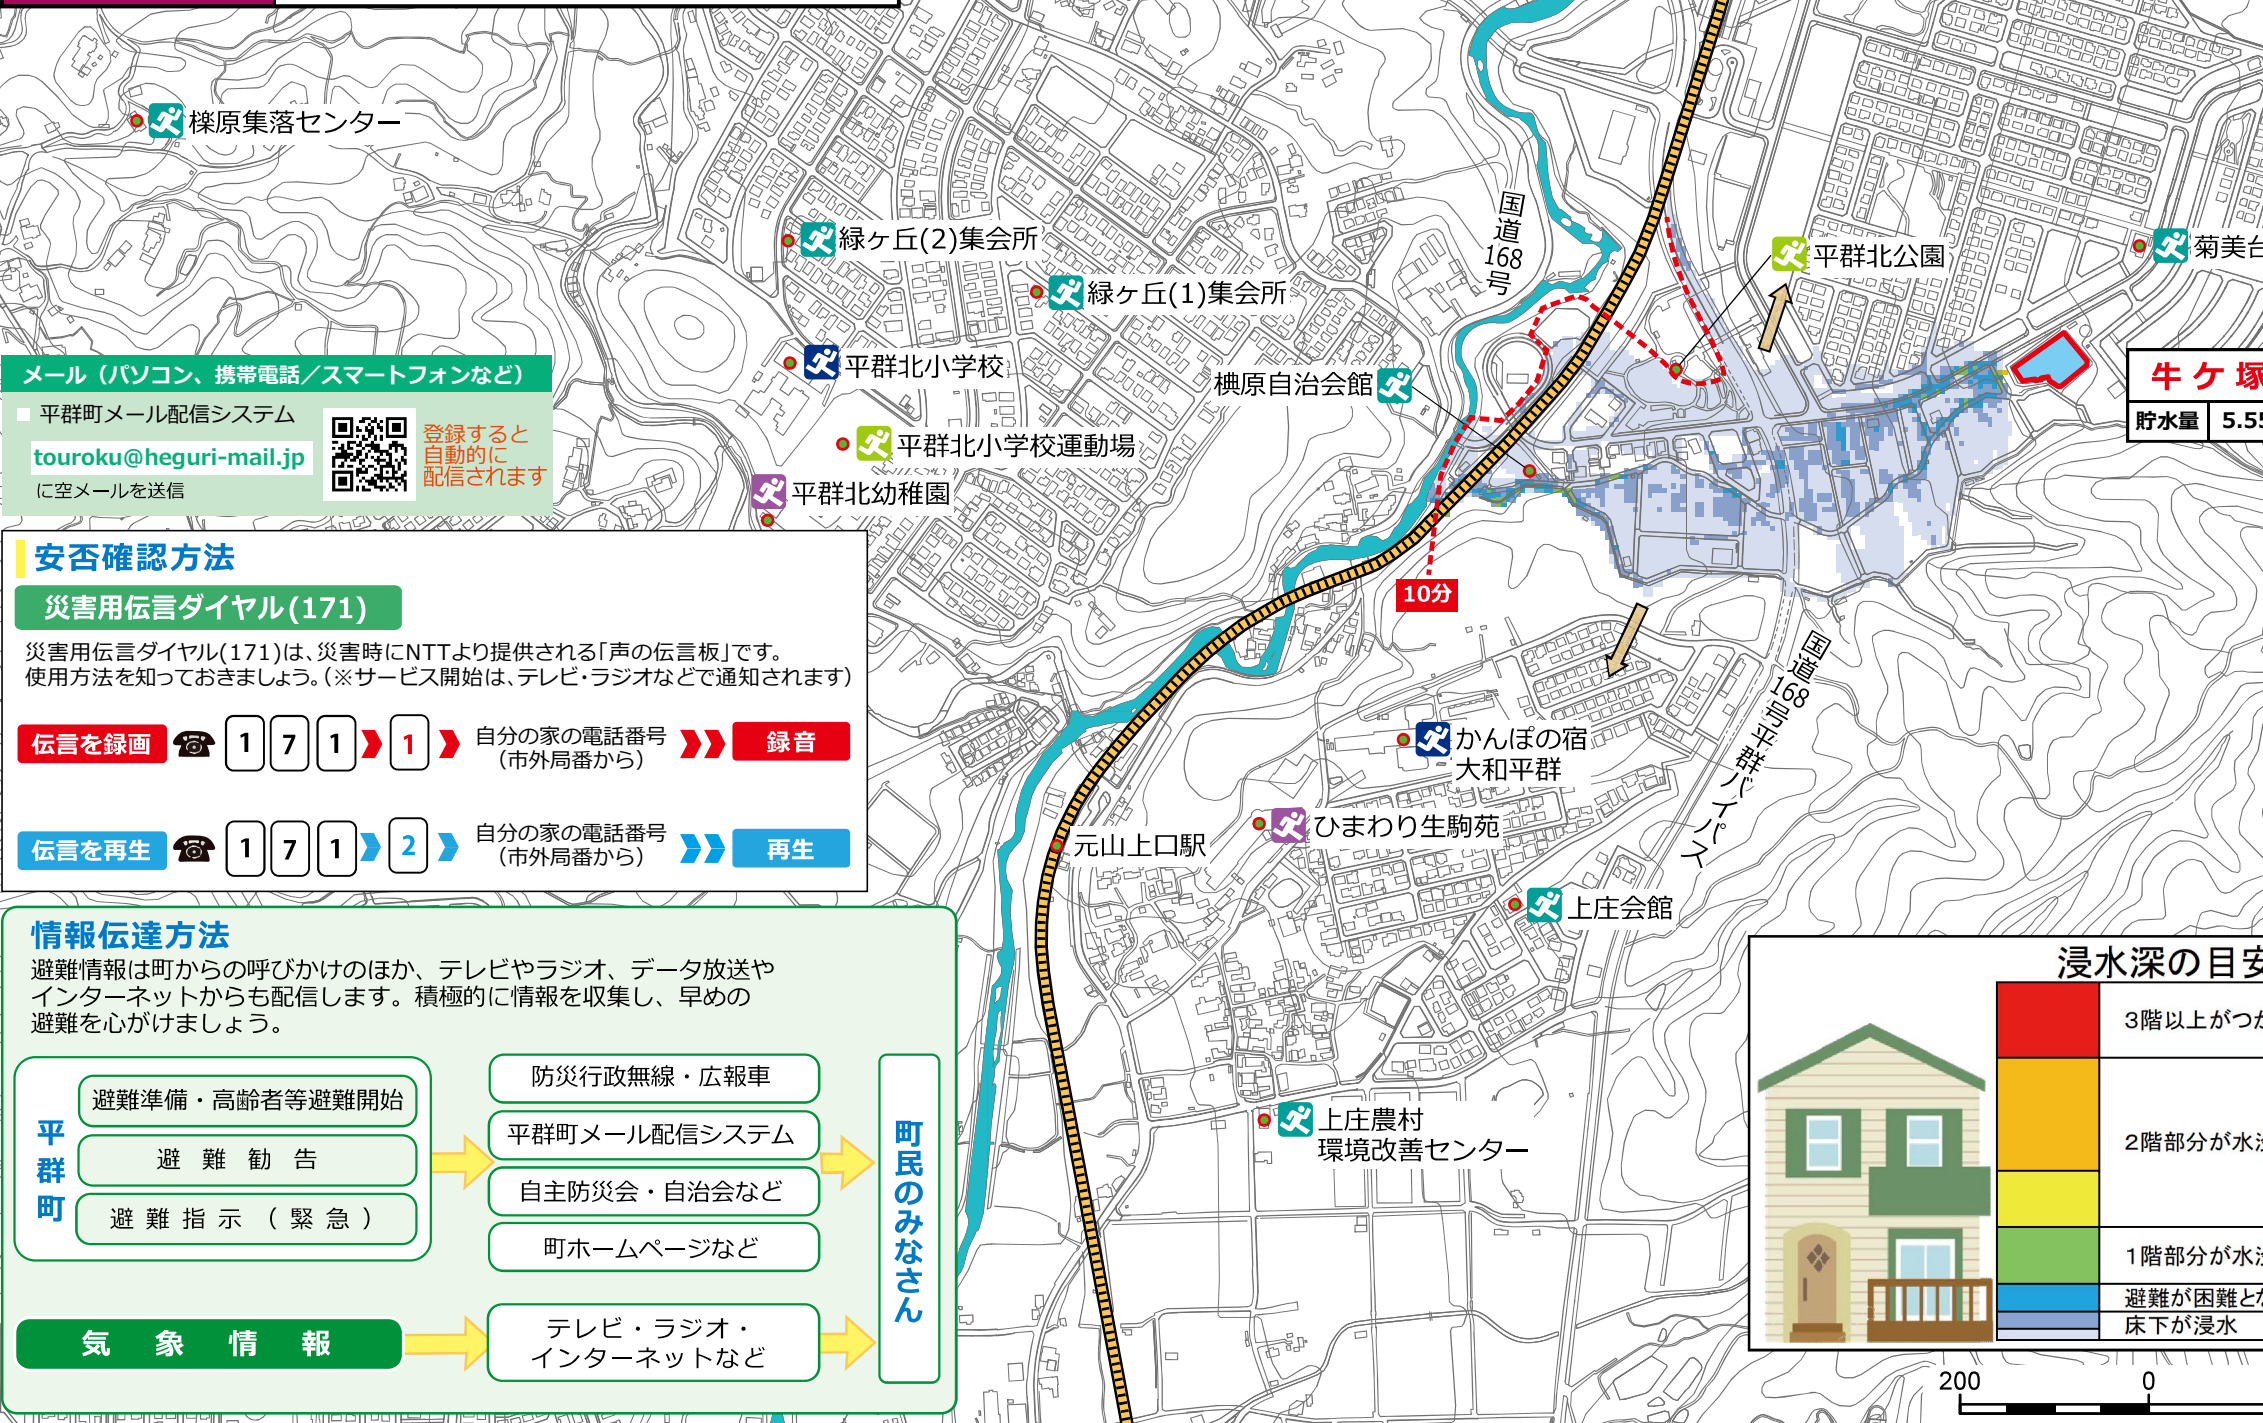 櫟原集落センター
緑ヶ丘(2)集会所
緑ヶ丘(1)集会所
国道168号
平群北公園
菊美台
平群北小学校
椣原自治会館
牛ケ塚
貯水量
5.55
平群北小学校運動場
平群北幼稚園
10分
国道168号平群バイパス
かんぽの宿
大和平群
ひまわり生駒苑
元山上口駅
上庄会館
上庄農村
環境改善センター
メール（パソコン、携帯電話／スマートフォンなど）
平群町メール配信システム
touroku@heguri-mail.jp
に空メールを送信
登録すると
自動的に
配信されます
安否確認方法
災害用伝言ダイヤル(171)
災害用伝言ダイヤル(171)は、災害時にNTTより提供される「声の伝言板」です。
使用方法を知っておきましょう。(※サービス開始は、テレビ・ラジオなどで通知されます)
伝言を録画 1 7 1 1 自分の家の電話番号 録音
（市外局番から）
伝言を再生 1 7 1 2 自分の家の電話番号 再生
（市外局番から）
情報伝達方法
避難情報は町からの呼びかけのほか、テレビやラジオ、データ放送や
インターネットからも配信します。積極的に情報を収集し、早めの
避難を心がけましょう。
平群町
避難準備・高齢者等避難開始
避難勧告
避難指示（緊急）
防災行政無線・広報車
平群町メール配信システム
自主防災会・自治会など
町ホームページなど
町民のみなさん
気象情報
テレビ・ラジオ・
インターネットなど
浸水深の目安
3階以上がつか
2階部分が水没
1階部分が水没
避難が困難とな
床下が浸水
200 0